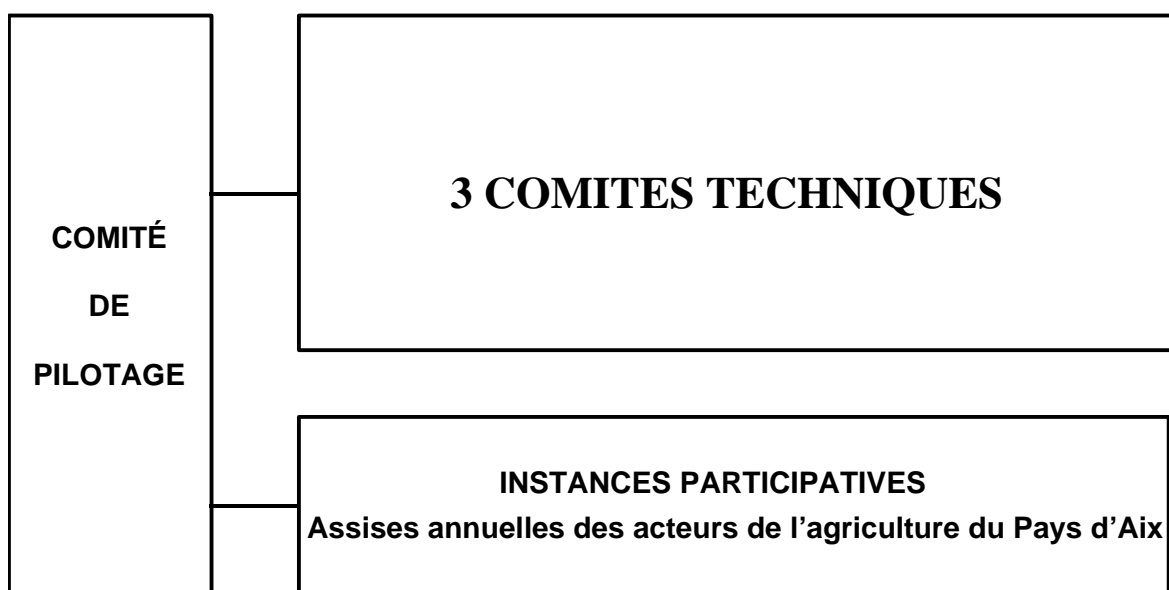 COMITÉ
DE
PILOTAGE
3 COMITES TECHNIQUES
INSTANCES PARTICIPATIVES
Assises annuelles des acteurs de l’agriculture du Pays d’Aix